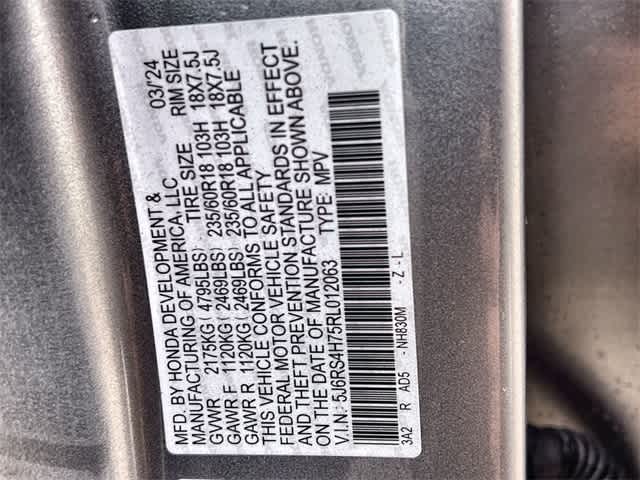 MFD. BY HONDA DEVELOPMENT & 03/'24
MANUFACTURING OF AMERICA, LLC
TIRE SIZE RIM SIZE
GVWR 2175KG( 4795LBS)
GAWR F 1120KG( 2469LBS) 235/60R18 103H 18X7.5J
GAWR R 1120KG( 2469LBS) 235/60R18 103H 18X7.5J
THIS VEHICLE CONFORMS TO ALL APPLICABLE
FEDERAL MOTOR VEHICLE SAFETY
AND THEFT PREVENTION STANDARDS IN EFFECT
ON THE DATE OF MANUFACTURE SHOWN ABOVE.
V.I.N.: 5J6RS4H75RL012063 TYPE: MPV
3A2 R AD5 - NH830M - Z - L